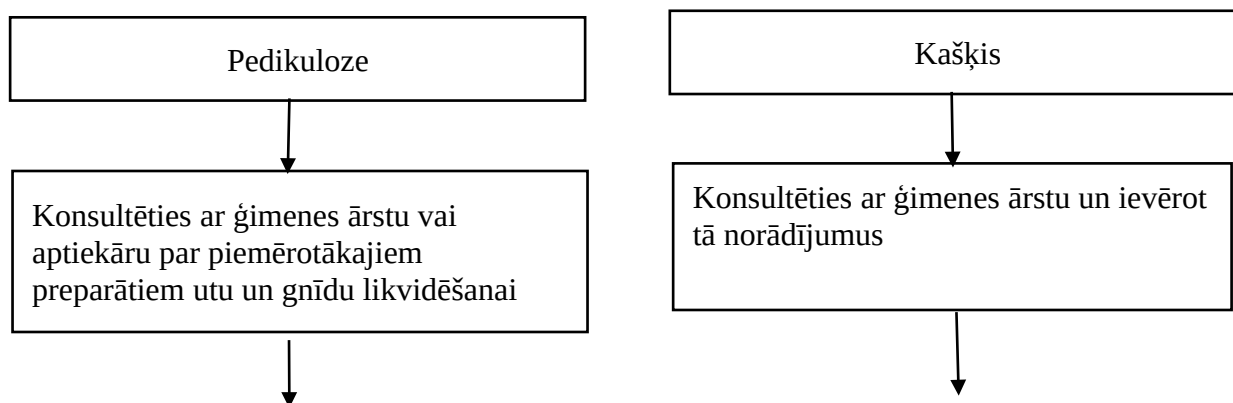 Pedikuloze
Kašķis
Konsultēties ar ģimenes ārstu vai
aptiekāru par piemērotākajiem
preparātiem utu un gnīdu likvidēšanai
Konsultēties ar ģimenes ārstu un ievērot
tā norādījumus